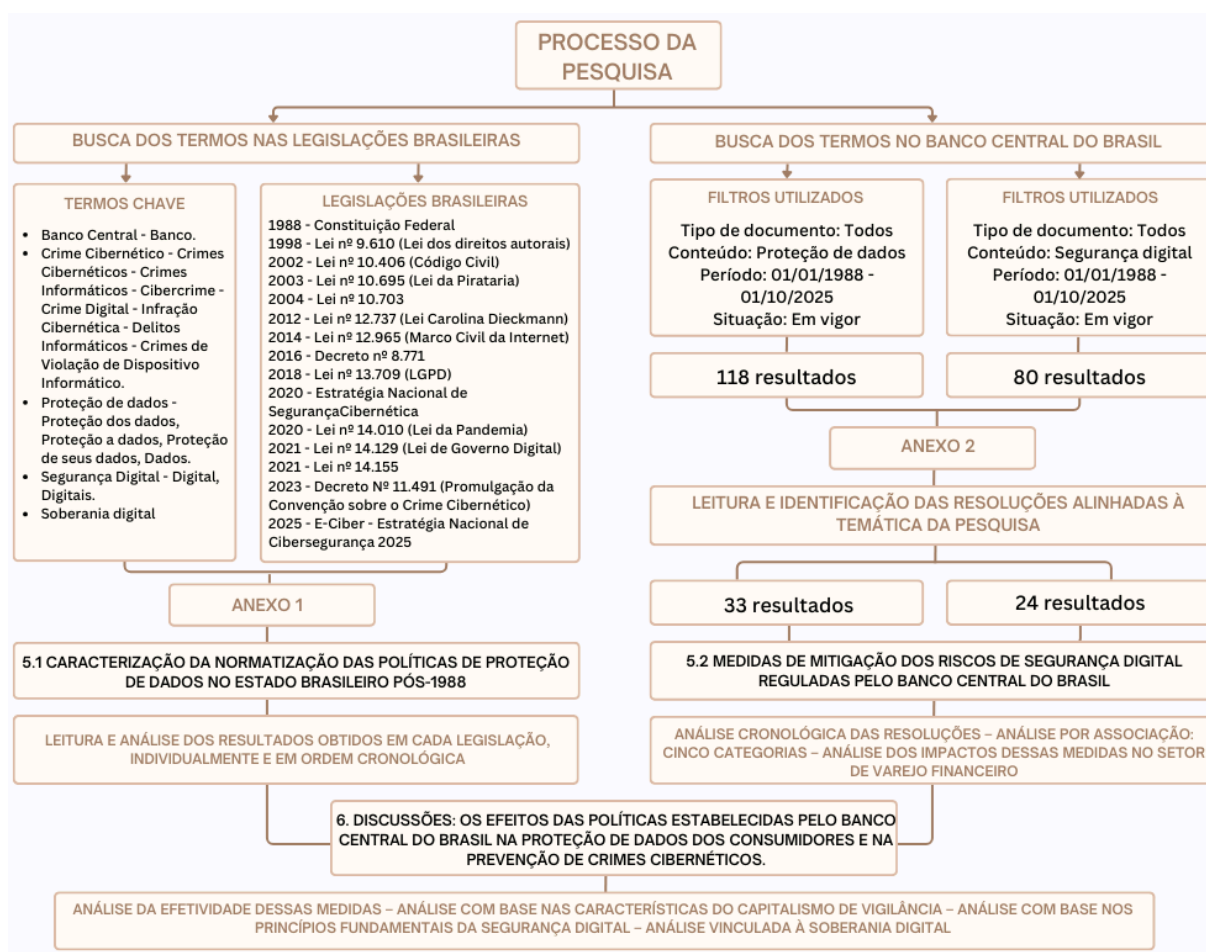 PROCESSO DA
PESQUISA
BUSCA DOS TERMOS NAS LEGISLAÇÕES BRASILEIRAS
TERMOS CHAVE
• Banco Central - Banco.
• Crime Cibernético - Crimes
Cibernéticos - Crimes
Informáticos - Cibercrime -
Crime Digital - Infração
Cibernética - Delitos
Informáticos - Crimes de
Violação de Dispositivo
Informático.
• Proteção de dados -
Proteção dos dados,
Proteção a dados, Proteção
de seus dados, Dados.
• Segurança Digital - Digital,
Digitais.
• Soberania digital
LEGISLAÇÕES BRASILEIRAS
1988 - Constituição Federal
1998 - Lei nº 9.610 (Lei dos direitos autorais)
2002 - Lei nº 10.406 (Código Civil)
2003 - Lei nº 10.695 (Lei da Pirataria)
2004 - Lei nº 10.703
2012 - Lei nº 12.737 (Lei Carolina Dieckmann)
2014 - Lei nº 12.965 (Marco Civil da Internet)
2016 - Decreto nº 8.771
2018 - Lei nº 13.709 (LGPD)
2020 - Estratégia Nacional de
SegurançaCibernética
2020 - Lei nº 14.010 (Lei da Pandemia)
2021 - Lei nº 14.129 (Lei de Governo Digital)
2021 - Lei nº 14.155
2023 - Decreto Nº 11.491 (Promulgação da
Convenção sobre o Crime Cibernético)
2025 - E-Ciber - Estratégia Nacional de
Cibersegurança 2025
ANEXO 1
5.1 CARACTERIZAÇÃO DA NORMATIZAÇÃO DAS POLÍTICAS DE PROTEÇÃO
DE DADOS NO ESTADO BRASILEIRO PÓS-1988
LEITURA E ANÁLISE DOS RESULTADOS OBTIDOS EM CADA LEGISLAÇÃO,
INDIVIDUALMENTE E EM ORDEM CRONOLÓGICA
BUSCA DOS TERMOS NO BANCO CENTRAL DO BRASIL
FILTROS UTILIZADOS
Tipo de documento: Todos
Conteúdo: Proteção de dados
Período: 01/01/1988 -
01/10/2025
Situação: Em vigor
118 resultados
FILTROS UTILIZADOS
Tipo de documento: Todos
Conteúdo: Segurança digital
Período: 01/01/1988 -
01/10/2025
Situação: Em vigor
80 resultados
ANEXO 2
LEITURA E IDENTIFICAÇÃO DAS RESOLUÇÕES ALINHADAS À
TEMÁTICA DA PESQUISA
33 resultados
24 resultados
5.2 MEDIDAS DE MITIGAÇÃO DOS RISCOS DE SEGURANÇA DIGITAL
REGULADAS PELO BANCO CENTRAL DO BRASIL
ANÁLISE CRONOLÓGICA DAS RESOLUÇÕES – ANÁLISE POR ASSOCIAÇÃO:
CINCO CATEGORIAS – ANÁLISE DOS IMPACTOS DESSAS MEDIDAS NO SETOR
DE VAREJO FINANCEIRO
6. DISCUSSÕES: OS EFEITOS DAS POLÍTICAS ESTABELECIDAS PELO BANCO
CENTRAL DO BRASIL NA PROTEÇÃO DE DADOS DOS CONSUMIDORES E NA
PREVENÇÃO DE CRIMES CIBERNÉTICOS.
ANÁLISE DA EFETIVIDADE DESSAS MEDIDAS – ANÁLISE COM BASE NAS CARACTERÍSTICAS DO CAPITALISMO DE VIGILÂNCIA – ANÁLISE COM BASE NOS
PRINCÍPIOS FUNDAMENTAIS DA SEGURANÇA DIGITAL – ANÁLISE VINCULADA À SOBERANIA DIGITAL